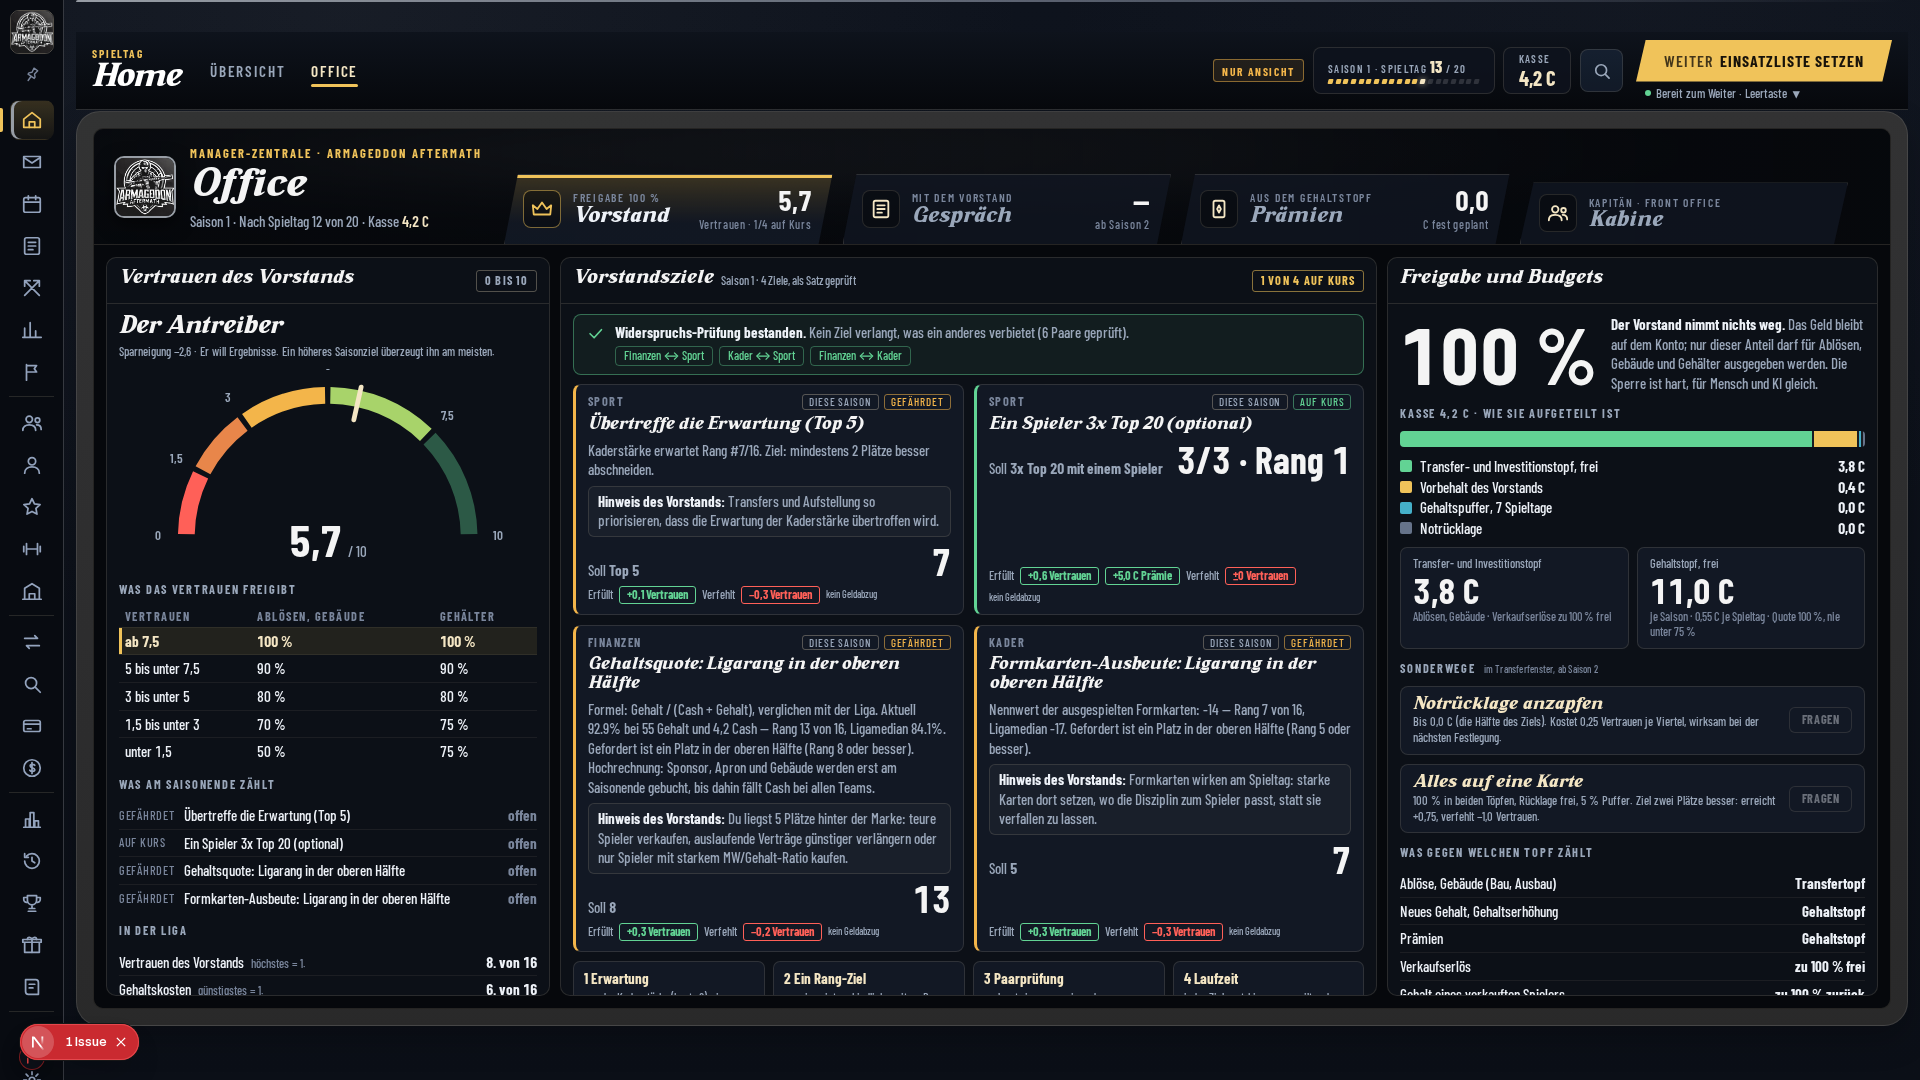 SPIELTAG
Home
ÜBERSICHT
OFFICE
NUR ANSICHT
SAISON 1 · SPIELTAG 13 / 20
KASSE
4,2 C
WEITER EINSATZLISTE SETZEN
Bereit zum Weiter · Leertaste ▼
MANAGER-ZENTRALE · ARMAGEDDON AFTERMATH
Office
Saison 1 · Nach Spieltag 12 von 20 · Kasse 4,2 C
FREIGABE 100 %
Vorstand
5,7
Vertrauen · 1/4 auf Kurs
MIT DEM VORSTAND
Gespräch
–
ab Saison 2
AUS DEM GEHALTSTOPF
Prämien
0,0
C fest geplant
KAPITÄN · FRONT OFFICE
Kabine
Vertrauen des Vorstands
0 BIS 10
Der Antreiber
Sparneigung −2,6 · Er will Ergebnisse. Ein höheres Saisonziel überzeugt ihn am meisten.
0
1,5
3
7,5
10
5,7 / 10
WAS DAS VERTRAUEN FREIGIBT
VERTRAUEN ABLÖSEN, GEBÄUDE GEHÄLTER
ab 7,5 100 % 100 %
5 bis unter 7,5 90 % 90 %
3 bis unter 5 80 % 80 %
1,5 bis unter 3 70 % 75 %
unter 1,5 50 % 75 %
WAS AM SAISONENDE ZÄHLT
GEFÄHRDET Übertreffe die Erwartung (Top 5) offen
AUF KURS Ein Spieler 3x Top 20 (optional) offen
GEFÄHRDET Gehaltsquote: Ligarang in der oberen Hälfte offen
GEFÄHRDET Formkarten-Ausbeute: Ligarang in der oberen Hälfte offen
IN DER LIGA
Vertrauen des Vorstands höchstes = 1. 8. von 16
Gehaltskosten günstigstes = 1. 6. von 16
Vorstandsziele Saison 1 · 4 Ziele, als Satz geprüft
1 VON 4 AUF KURS
Widerspruchs-Prüfung bestanden. Kein Ziel verlangt, was ein anderes verbietet (6 Paare geprüft).
Finanzen ↔ Sport
Kader ↔ Sport
Finanzen ↔ Kader
SPORT
DIESE SAISON
GEFÄHRDET
Übertreffe die Erwartung (Top 5)
Kaderstärke erwartet Rang #7/16. Ziel: mindestens 2 Plätze besser
abschneiden.
Hinweis des Vorstands: Transfers und Aufstellung so
priorisieren, dass die Erwartung der Kaderstärke übertroffen wird.
Soll Top 5
7
Erfüllt +0,1 Vertrauen Verfehlt −0,3 Vertrauen kein Geldabzug
SPORT
DIESE SAISON
AUF KURS
Ein Spieler 3x Top 20 (optional)
Soll 3x Top 20 mit einem Spieler
3/3 · Rang 1
Erfüllt +0,6 Vertrauen +5,0 C Prämie Verfehlt ±0 Vertrauen
kein Geldabzug
FINANZEN
DIESE SAISON
GEFÄHRDET
Gehaltsquote: Ligarang in der oberen
Hälfte
Formel: Gehalt / (Cash + Gehalt), verglichen mit der Liga. Aktuell
92.9% bei 55 Gehalt und 4,2 Cash — Rang 13 von 16, Ligamedian 84.1%.
Gefordert ist ein Platz in der oberen Hälfte (Rang 8 oder besser).
Hochrechnung: Sponsor, Apron und Gebäude werden erst am
Saisonende gebucht, bis dahin fällt Cash bei allen Teams.
Hinweis des Vorstands: Du liegst 5 Plätze hinter der Marke: teure
Spieler verkaufen, auslaufende Verträge günstiger verlängern oder
nur Spieler mit starkem MW/Gehalt-Ratio kaufen.
Soll 8
13
Erfüllt +0,3 Vertrauen Verfehlt −0,2 Vertrauen kein Geldabzug
KADER
DIESE SAISON
GEFÄHRDET
Formkarten-Ausbeute: Ligarang in der
oberen Hälfte
Nennwert der ausgespielten Formkarten: -14 — Rang 7 von 16,
Ligamedian -17. Gefordert ist ein Platz in der oberen Hälfte (Rang 5 oder
besser).
Hinweis des Vorstands: Formkarten wirken am Spieltag: starke
Karten dort setzen, wo die Disziplin zum Spieler passt, statt sie
verfallen zu lassen.
Soll 5
7
Erfüllt +0,3 Vertrauen Verfehlt −0,3 Vertrauen kein Geldabzug
1 Erwartung
2 Ein Rang-Ziel
3 Paarprüfung
4 Laufzeit
Freigabe und Budgets
100 %
Der Vorstand nimmt nichts weg. Das Geld bleibt
auf dem Konto; nur dieser Anteil darf für Ablösen,
Gebäude und Gehälter ausgegeben werden. Die
Sperre ist hart, für Mensch und KI gleich.
KASSE 4,2 C · WIE SIE AUFGETEILT IST
Transfer- und Investitionstopf, frei 3,8 C
Vorbehalt des Vorstands 0,4 C
Gehaltspuffer, 7 Spieltage 0,0 C
Notrücklage 0,0 C
Transfer- und Investitionstopf
3,8 C
Ablösen, Gebäude · Verkaufserlöse zu 100 % frei
Gehaltstopf, frei
11,0 C
je Saison · 0,55 C je Spieltag · Quote 100 %, nie
unter 75 %
SONDERWEGE im Transferfenster, ab Saison 2
Notrücklage anzapfen
Bis 0,0 C (die Hälfte des Ziels). Kostet 0,25 Vertrauen je Viertel, wirksam bei der
nächsten Festlegung.
FRAGEN
Alles auf eine Karte
100 % in beiden Töpfen, Rücklage frei, 5 % Puffer. Ziel zwei Plätze besser: erreicht
+0,75, verfehlt −1,0 Vertrauen.
FRAGEN
WAS GEGEN WELCHEN TOPF ZÄHLT
Ablöse, Gebäude (Bau, Ausbau) Transfertopf
Neues Gehalt, Gehaltserhöhung Gehaltstopf
Prämien Gehaltstopf
Verkaufserlös zu 100 % frei
Gehalt eines verkauften Spielers zu 100 % zurück
N 1 Issue